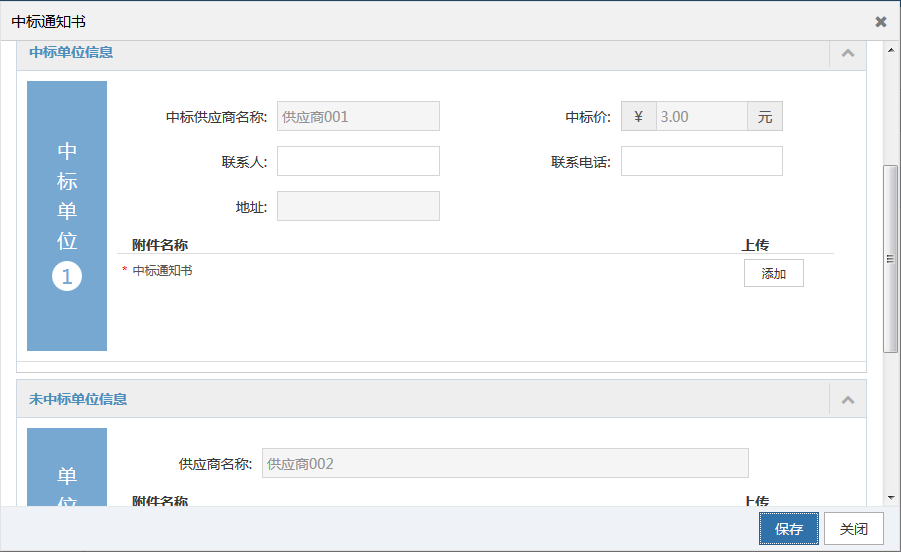 中标通知书
中标单位信息
中标单位1
中标供应商名称: 供应商001 中标价: ¥ 3.00 元
联系人: 联系电话:
地址:
附件名称 上传
* 中标通知书 添加
未中标单位信息
单位
供应商名称: 供应商002
附件名称 上传
保存 关闭